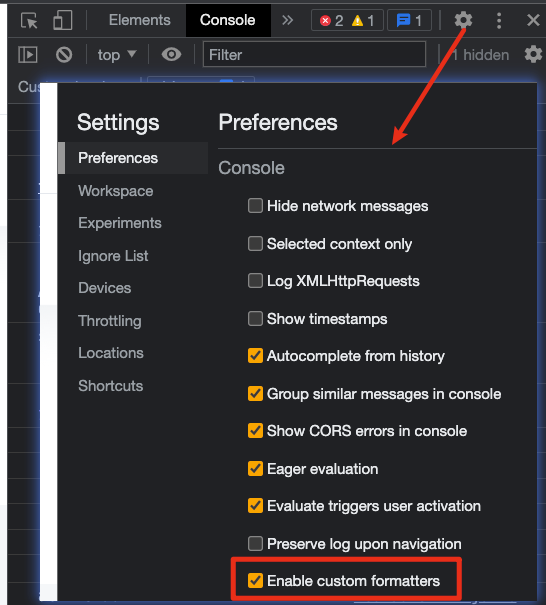 Elements
Console
2
1
1
top
Filter
1 hidden
Settings
Preferences
Workspace
Experiments
Ignore List
Devices
Throttling
Locations
Shortcuts
Preferences
Console
Hide network messages
Selected context only
Log XMLHttpRequests
Show timestamps
Autocomplete from history
Group similar messages in console
Show CORS errors in console
Eager evaluation
Evaluate triggers user activation
Preserve log upon navigation
Enable custom formatters